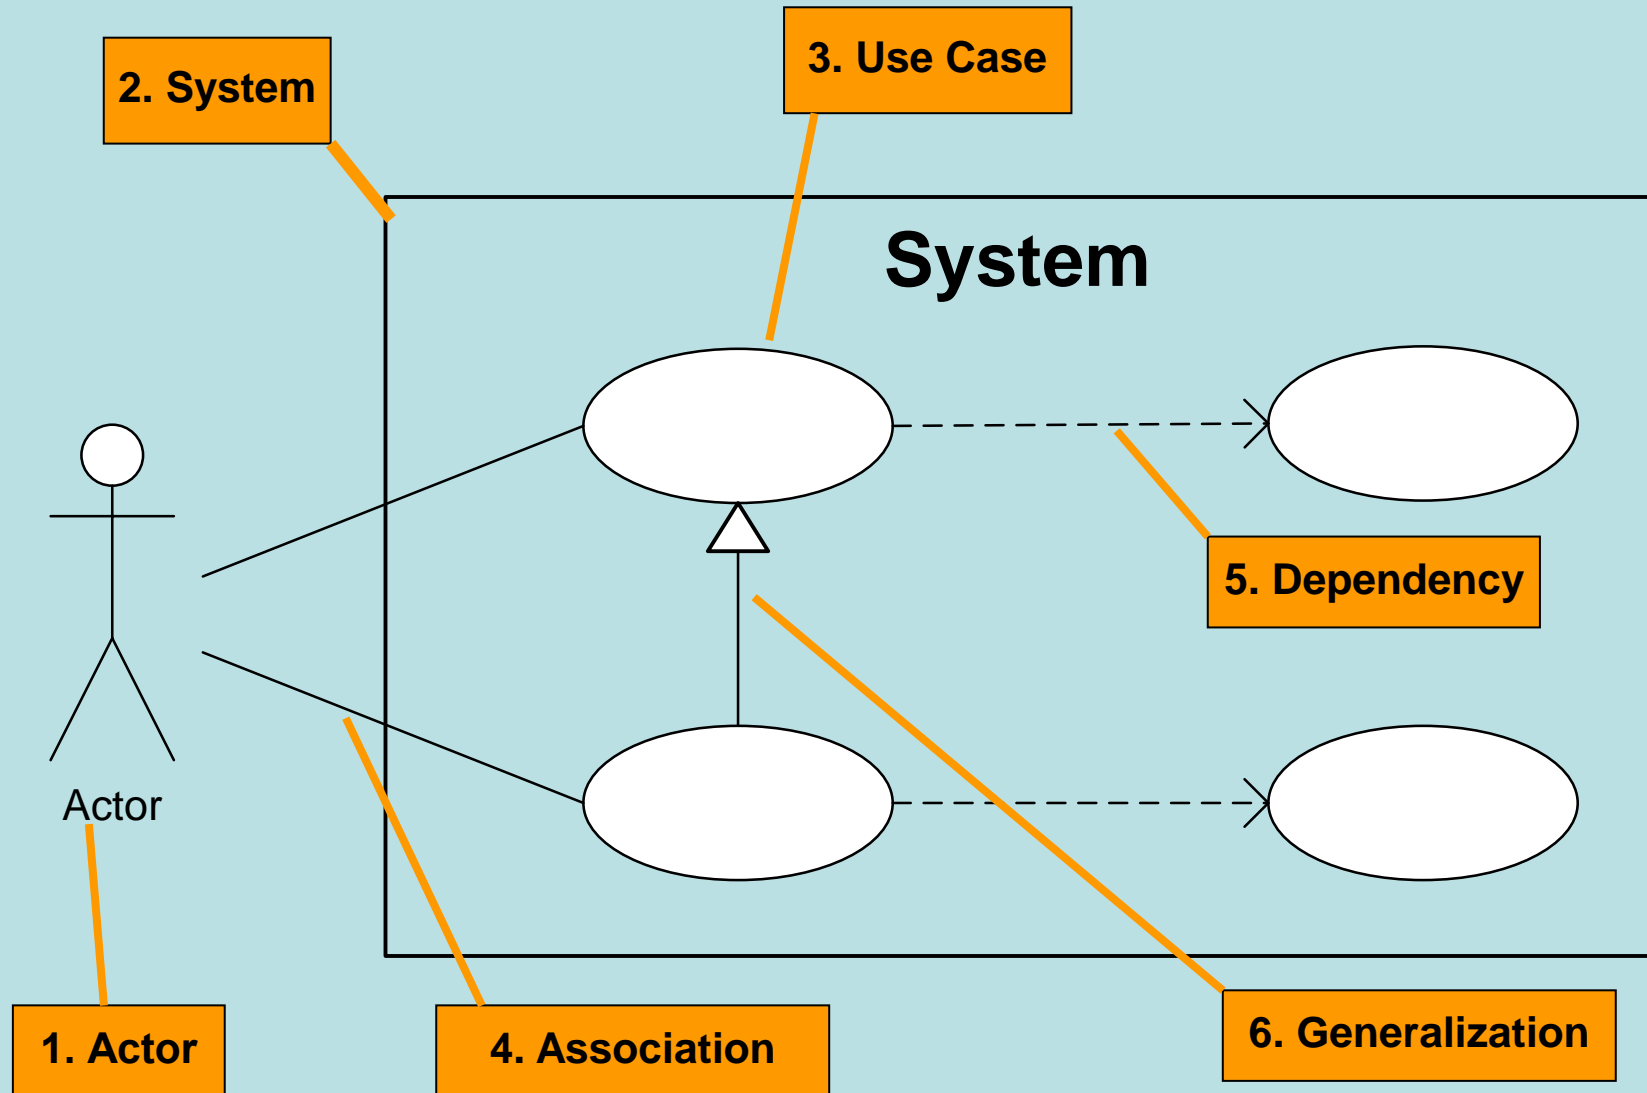 3. Use Case
2. System
System
5. Dependency
Actor
6. Generalization
1. Actor
4. Association